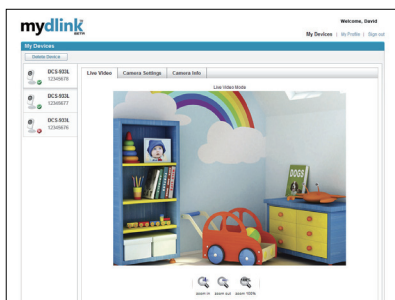 mydlink
BETA
Welcome, David
My Devices | My Profile | Sign out
My Devices
Delete Device
DCS-933L
12345678
DCS-933L
12345677
DCS-933L
12345676
Live Video
Camera Settings
Camera Info
Live Video Mode
DOGS
zoom in
zoom out
zoom 100%